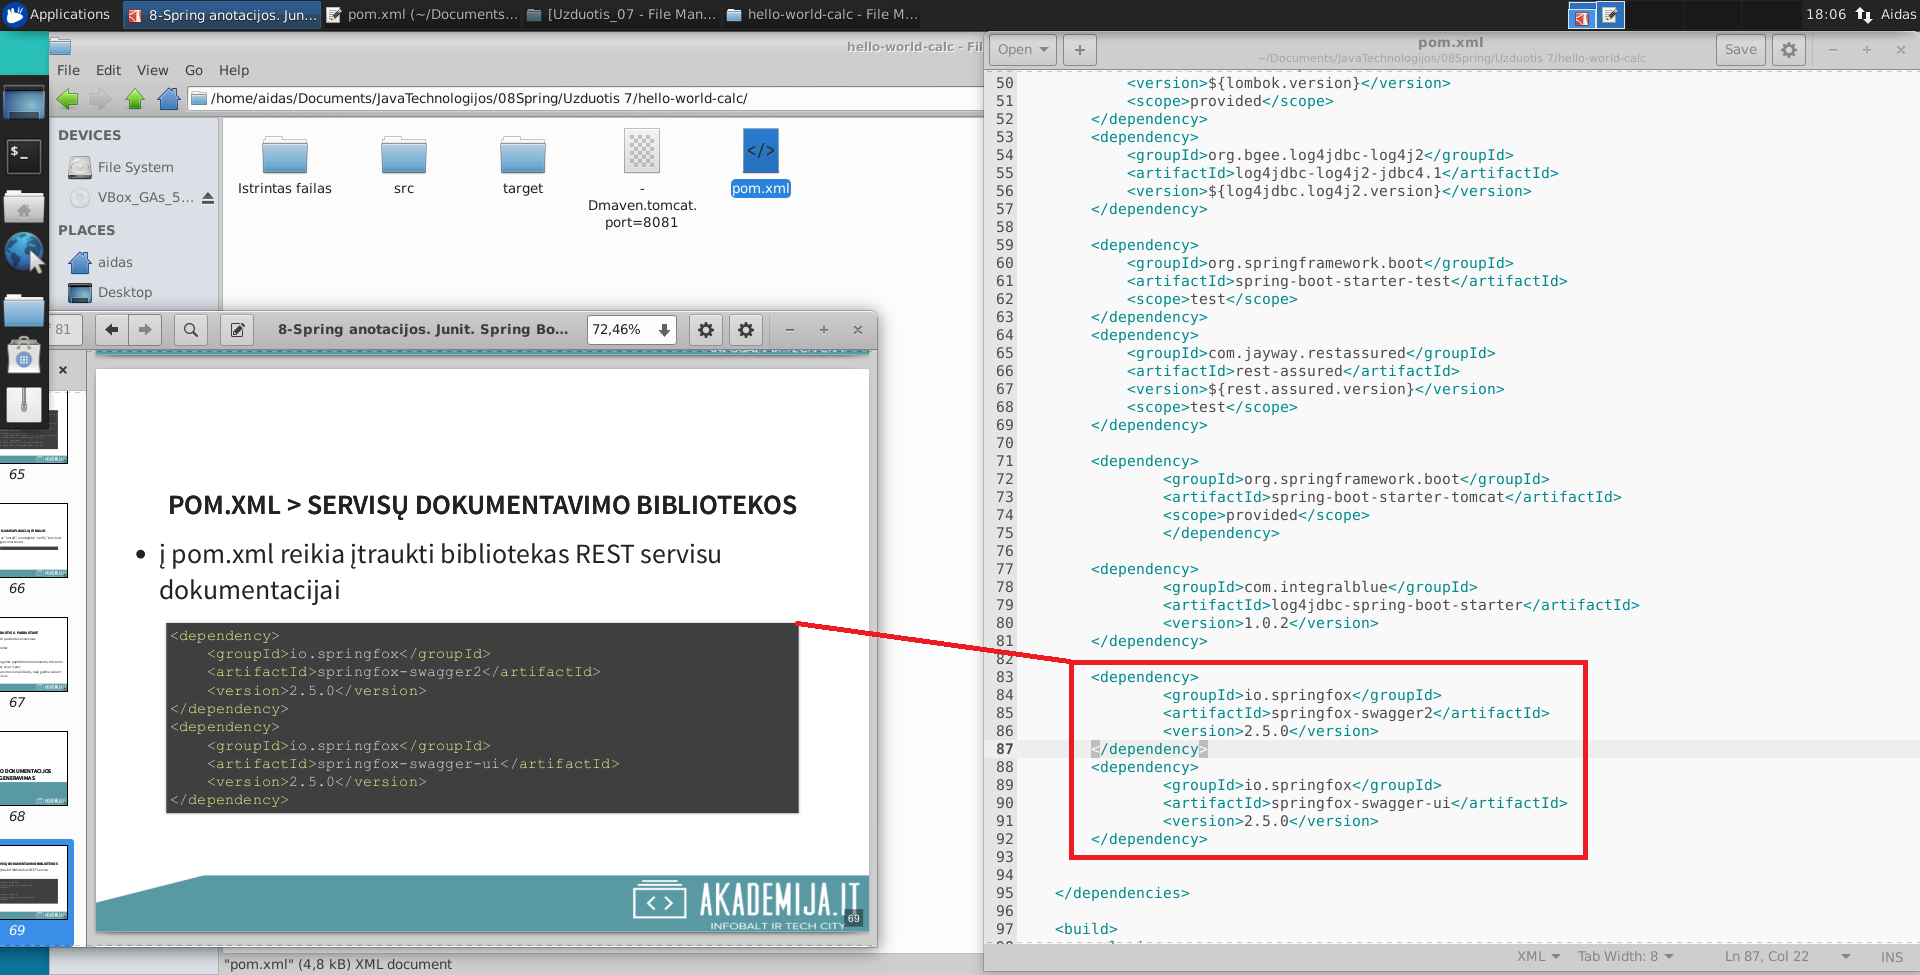 Applications
8-Spring anotacijos. Jun...
pom.xml (~/Documents...
[Uzduotis_07 - File Man...
hello-world-calc - File M...
18:06
Aidas
hello-world-calc - Fil
File Edit View Go Help
/home/aidas/Documents/JavaTechnologijos/08Spring/Uzduotis 7/hello-world-calc/
DEVICES
File System
VBox_GAs_5...
PLACES
aidas
Desktop
Istrintas failas
src
target
-
Dmaven.tomcat.
port=8081
pom.xml
81
8-Spring anotacijos. Junit. Spring Bo...
72,46%
65
66
67
68
69
POM.XML > SERVISŲ DOKUMENTAVIMO BIBLIOTEKOS
• į pom.xml reikia įtraukti bibliotekas REST servisu
dokumentacijai
<dependency>
<groupId>io.springfox</groupId>
<artifactId>springfox-swagger2</artifactId>
<version>2.5.0</version>
</dependency>
<dependency>
<groupId>io.springfox</groupId>
<artifactId>springfox-swagger-ui</artifactId>
<version>2.5.0</version>
</dependency>
AKADEMIJA.IT
INFOBALT IR TECH CITY
69
"pom.xml" (4,8 kB) XML document
Open
pom.xml
~/Documents/JavaTechnologijos/08Spring/Uzduotis 7/hello-world-calc
Save
50 <version>${lombok.version}</version>
51 <scope>provided</scope>
52 </dependency>
53 <dependency>
54 <groupId>org.bgee.log4jdbc-log4j2</groupId>
55 <artifactId>log4jdbc-log4j2-jdbc4.1</artifactId>
56 <version>${log4jdbc.log4j2.version}</version>
57 </dependency>
58
59 <dependency>
60 <groupId>org.springframework.boot</groupId>
61 <artifactId>spring-boot-starter-test</artifactId>
62 <scope>test</scope>
63 </dependency>
64 <dependency>
65 <groupId>com.jayway.restassured</groupId>
66 <artifactId>rest-assured</artifactId>
67 <version>${rest.assured.version}</version>
68 <scope>test</scope>
69 </dependency>
70
71 <dependency>
72 <groupId>org.springframework.boot</groupId>
73 <artifactId>spring-boot-starter-tomcat</artifactId>
74 <scope>provided</scope>
75 </dependency>
76
77 <dependency>
78 <groupId>com.integralblue</groupId>
79 <artifactId>log4jdbc-spring-boot-starter</artifactId>
80 <version>1.0.2</version>
81 </dependency>
82
83 <dependency>
84 <groupId>io.springfox</groupId>
85 <artifactId>springfox-swagger2</artifactId>
86 <version>2.5.0</version>
87 </dependency>
88 <dependency>
89 <groupId>io.springfox</groupId>
90 <artifactId>springfox-swagger-ui</artifactId>
91 <version>2.5.0</version>
92 </dependency>
93
94
95 </dependencies>
96
97 <build>
XML Tab Width: 8 Ln 87, Col 22 INS